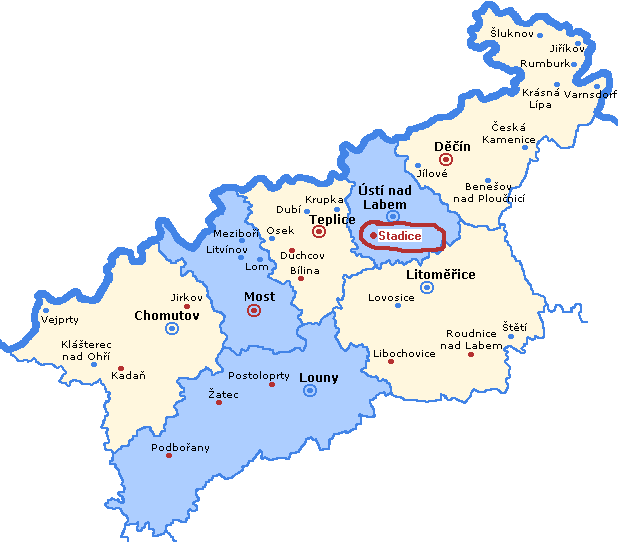 Šluknov
Jiříkov
Rumburk
Krásná
Lípa
Varnsdorf
Česká
Kamenice
Děčín
Jílové
Benešov
nad Ploučnicí
Ústí nad
Labem
Stadice
Krupka
Dubí
Teplice
Osek
Duchcov
Bílina
Meziboří
Litvínov
Lom
Most
Litoměřice
Lovosice
Roudnice
nad Labem
Štětí
Libochovice
Jirkov
Chomutov
Vejprty
Klášterec
nad Ohří
Kadaň
Postoloprty
Louny
Žatec
Podbořany